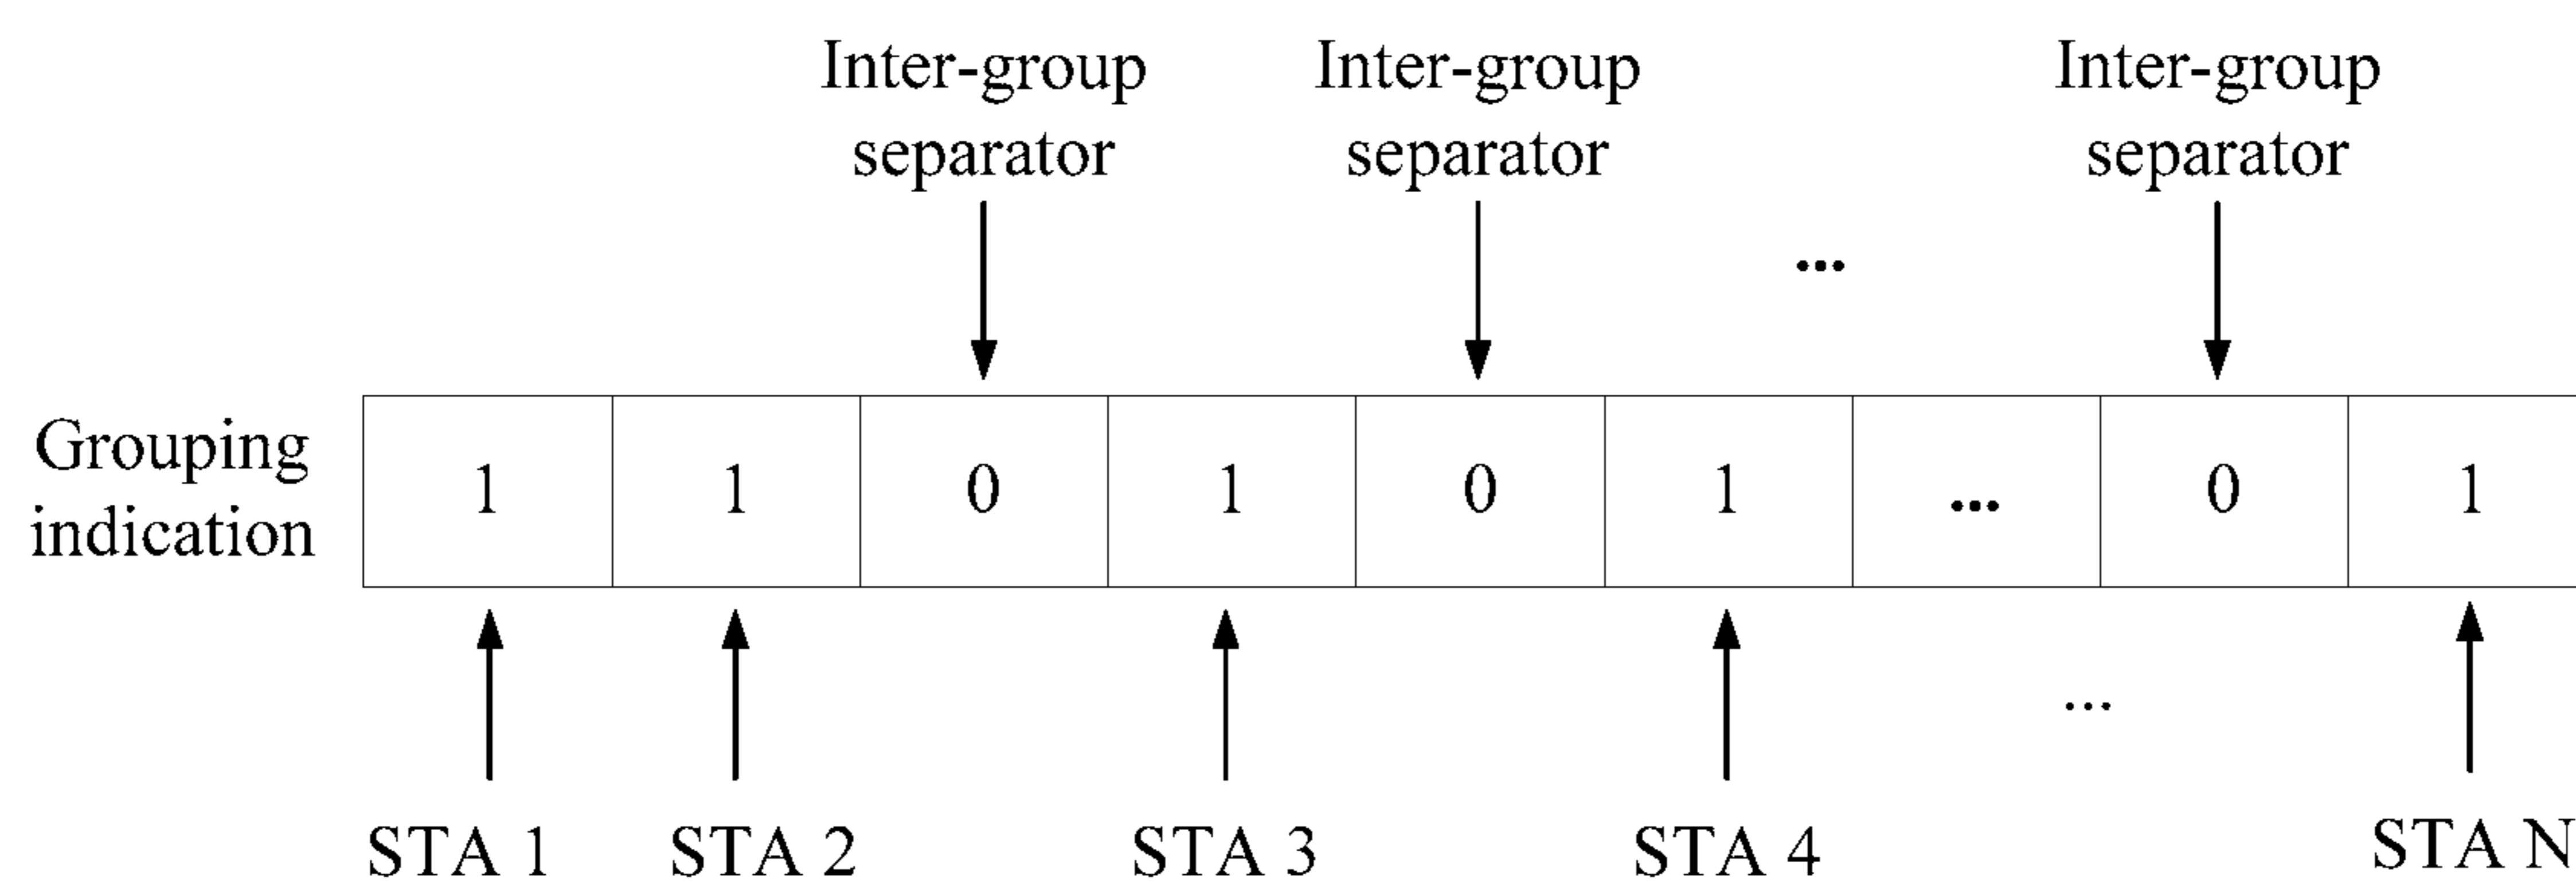 Inter-group Inter-group Inter-group
separator separator separator
...
Grouping
indication
1 1 0 1 0 1 ... 0 1
...
STA 1 STA 2 STA 3 STA 4 STA N